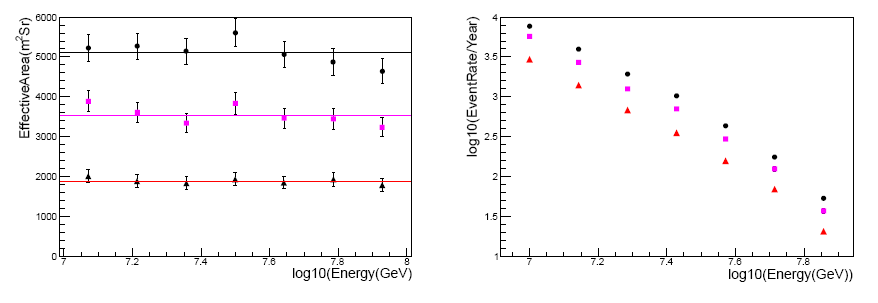 EffectiveArea(m²Sr)
6000
5000
4000
3000
2000
1000
0
7 7.2 7.4 7.6 7.8 8
log10(Energy(GeV)
log10(EventRate/Year)
4
3.5
3
2.5
2
1.5
1
7 7.2 7.4 7.6 7.8
log10(Energy(GeV))